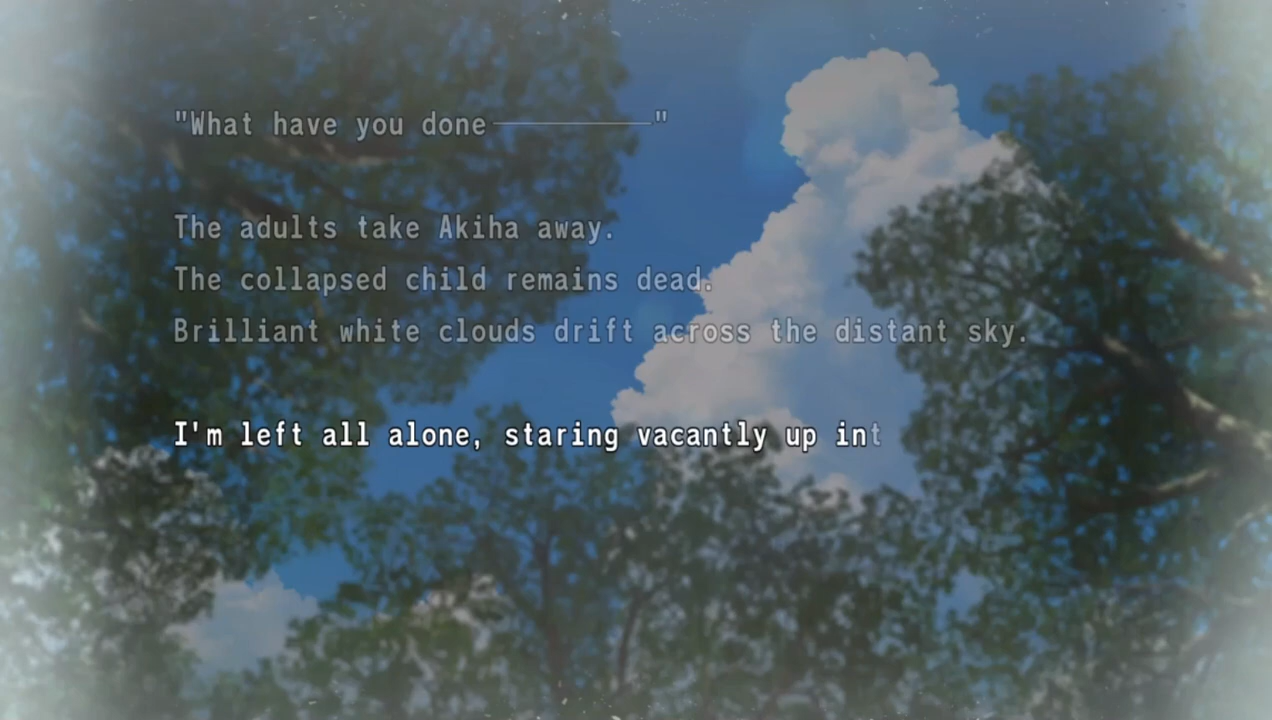 "What have you done――――――"
The adults take Akiha away.
The collapsed child remains dead.
Brilliant white clouds drift across the distant sky.
I'm left all alone, staring vacantly up int